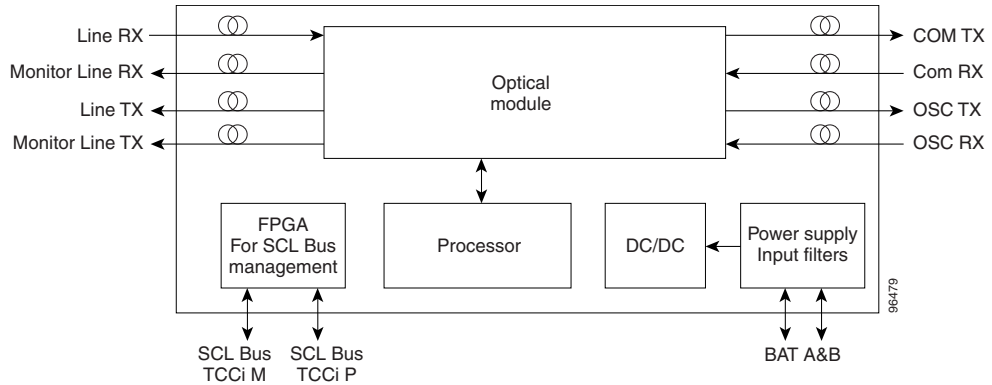 Line RX
Monitor Line RX
Line TX
Monitor Line TX
Optical
module
COM TX
Com RX
OSC TX
OSC RX
FPGA
For SCL Bus
management
Processor
DC/DC
Power supply
Input filters
96479
SCL Bus
TCCi M
SCL Bus
TCCi P
BAT A&B